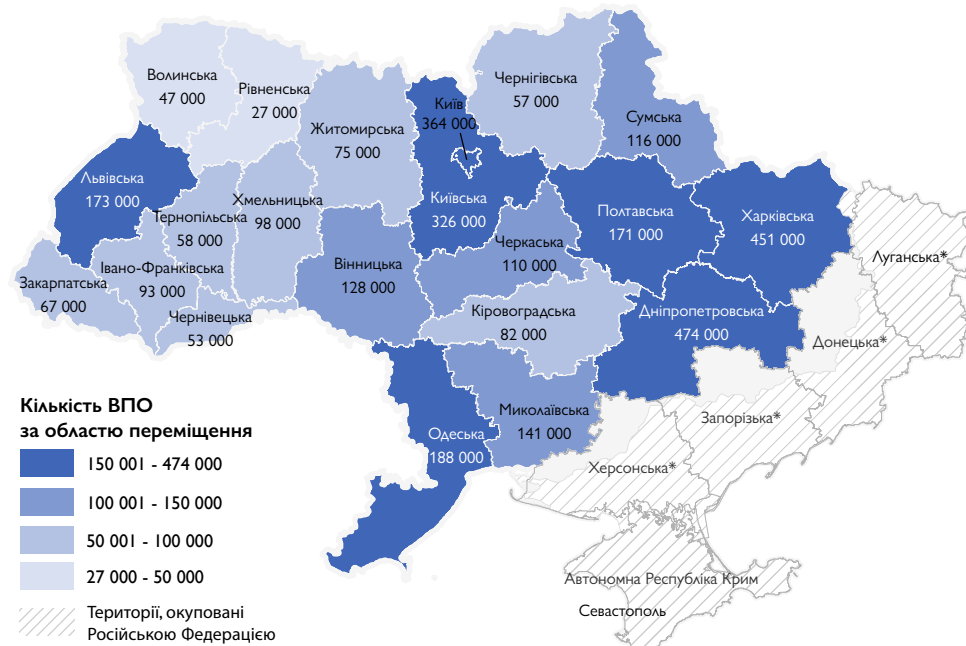 Волинська
47 000
Рівненська
27 000
Житомирська
75 000
Київ
364 000
Чернігівська
57 000
Сумська
116 000
Львівська
173 000
Тернопільська
58 000
Хмельницька
98 000
Київська
326 000
Черкаська
110 000
Полтавська
171 000
Харківська
451 000
Луганська*
Закарпатська
67 000
Івано-Франківська
93 000
Чернівецька
53 000
Вінницька
128 000
Кіровоградська
82 000
Дніпропетровська
474 000
Донецька*
Одеська
188 000
Миколаївська
141 000
Запорізька*
Херсонська*
Автономна Республіка Крим
Севастополь
Кількість ВПО
за областю переміщення
150 001 - 474 000
100 001 - 150 000
50 001 - 100 000
27 000 - 50 000
Території, окуповані
Російською Федерацією